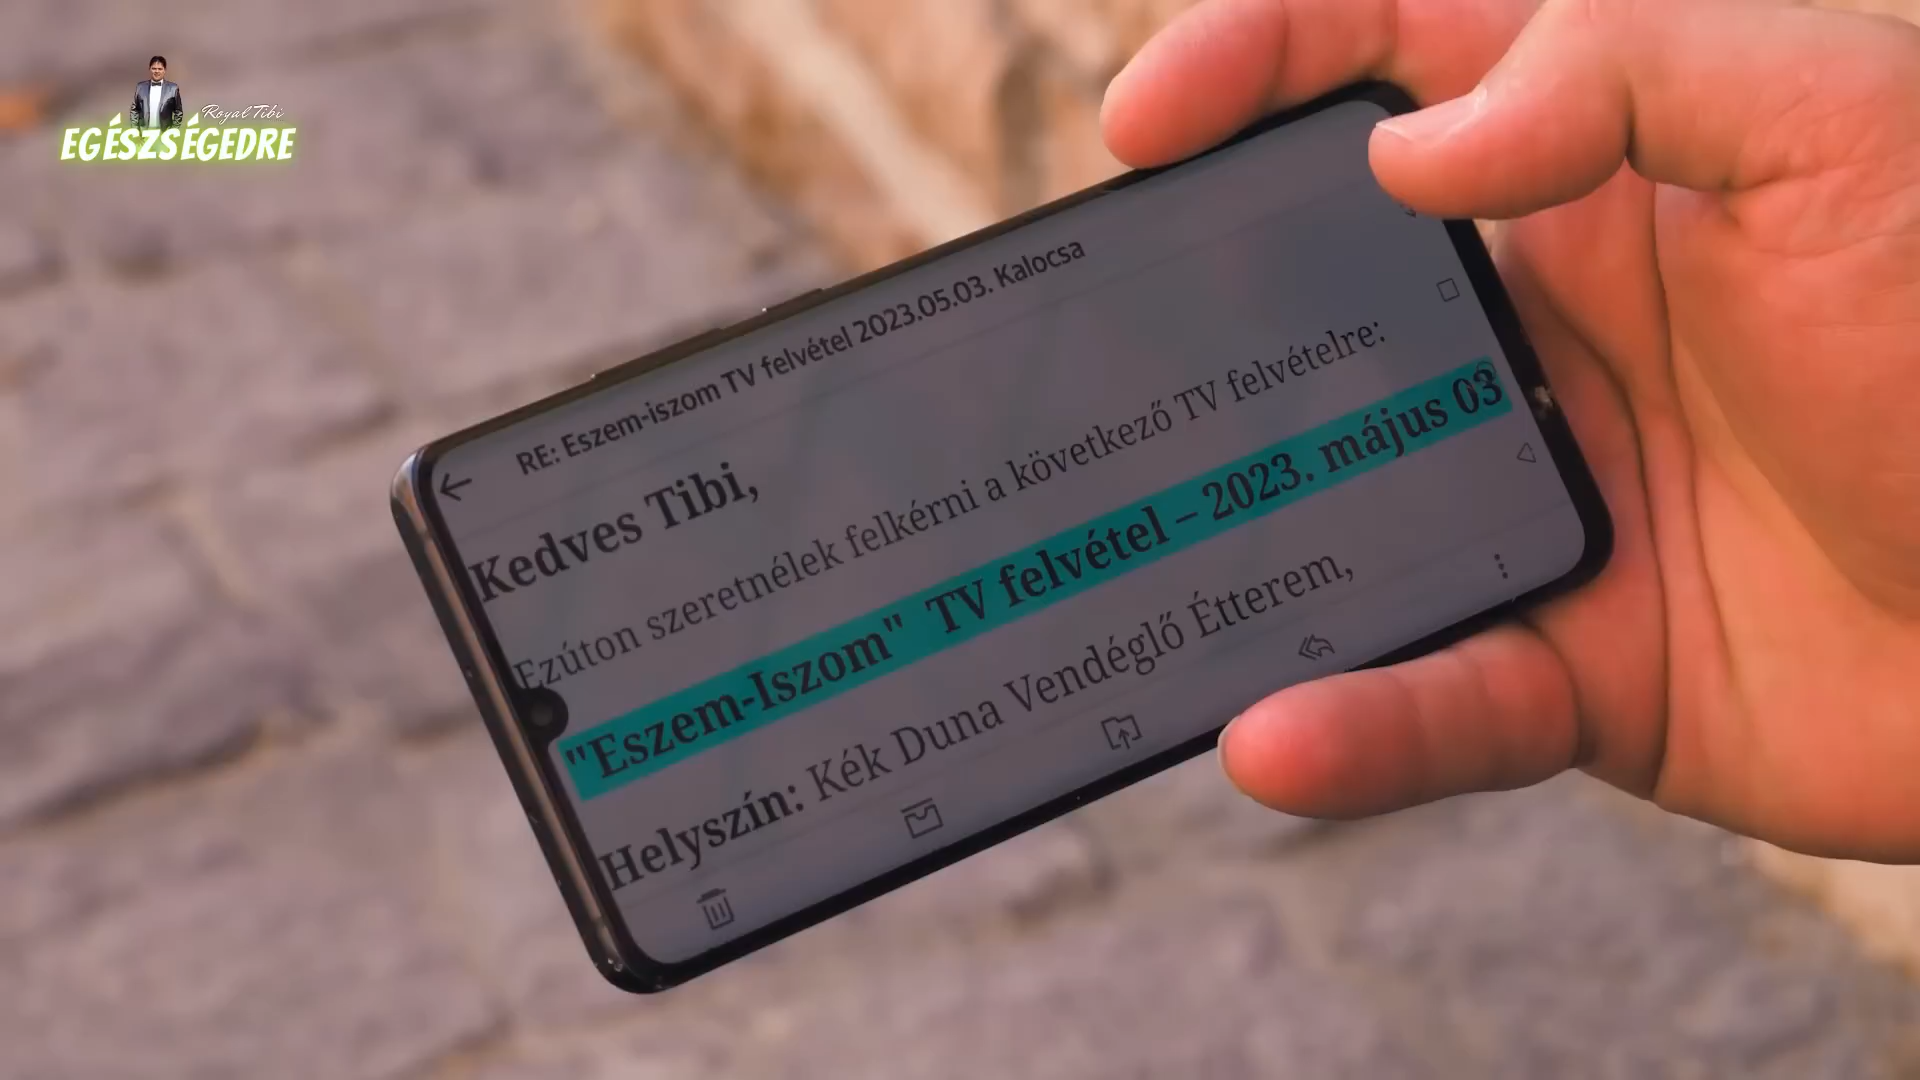 Royal Tibi
EGÉSZSÉGEDRE
RE: Eszem-iszom TV felvétel 2023.05.03. Kalocsa
Kedves Tibi,
Ezúton szeretnélek felkérni a következő TV felvételre:
"Eszem-Iszom" TV felvétel – 2023. május 03
Helyszín: Kék Duna Vendéglő Étterem,